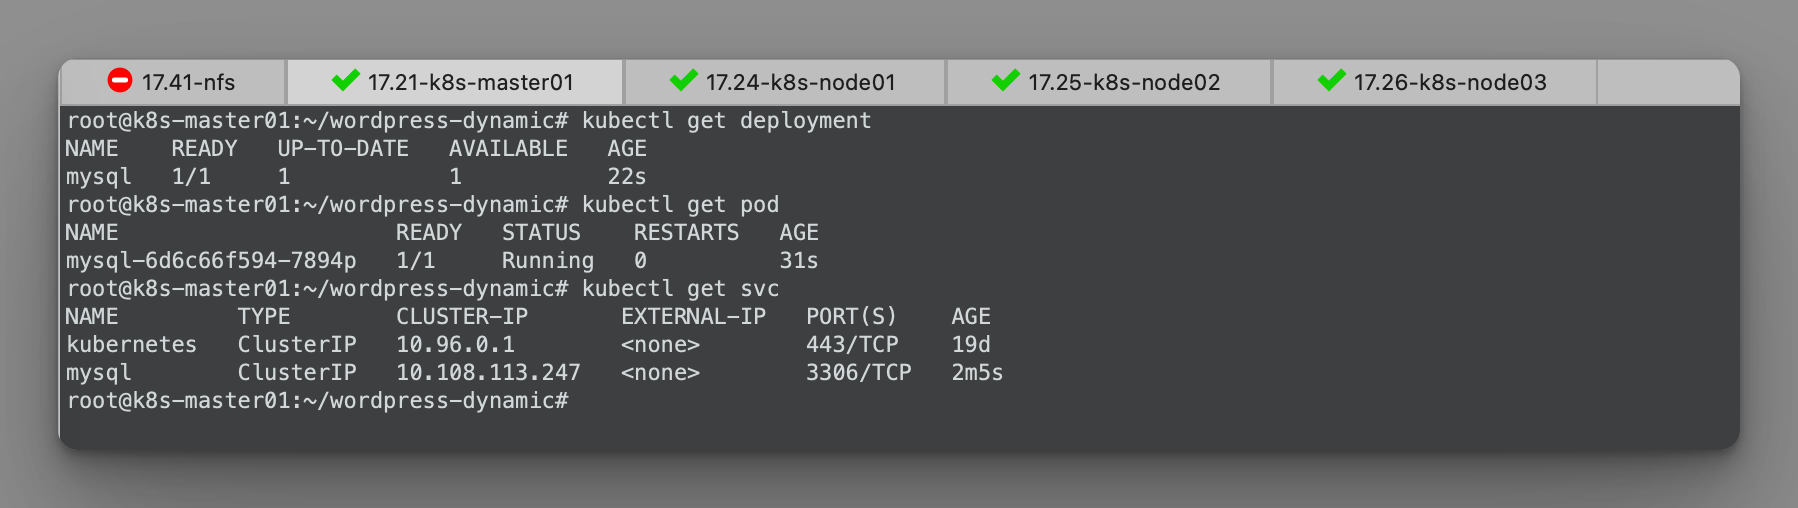 17.41-nfs 17.21-k8s-master01 17.24-k8s-node01 17.25-k8s-node02 17.26-k8s-node03
root@k8s-master01:~/wordpress-dynamic# kubectl get deployment
NAME    READY   UP-TO-DATE   AVAILABLE   AGE
mysql   1/1     1            1           22s
root@k8s-master01:~/wordpress-dynamic# kubectl get pod
NAME                     READY   STATUS    RESTARTS   AGE
mysql-6d6c66f594-7894p   1/1     Running   0          31s
root@k8s-master01:~/wordpress-dynamic# kubectl get svc
NAME         TYPE        CLUSTER-IP       EXTERNAL-IP   PORT(S)    AGE
kubernetes   ClusterIP   10.96.0.1        <none>        443/TCP    19d
mysql        ClusterIP   10.108.113.247   <none>        3306/TCP   2m5s
root@k8s-master01:~/wordpress-dynamic#